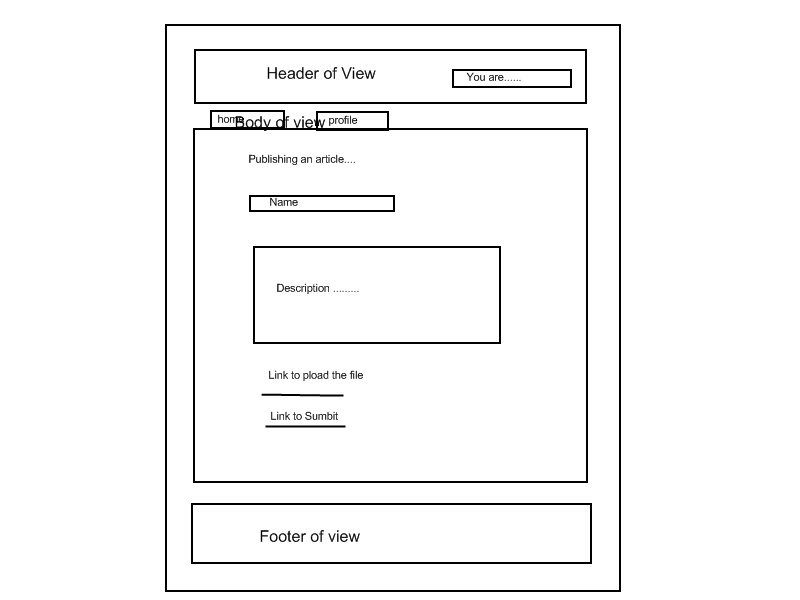 Header of View
You are......
home
Body of view
profile
Publishing an article....
Name
Description .........
Link to pload the file
Link to Sumbit
Footer of view